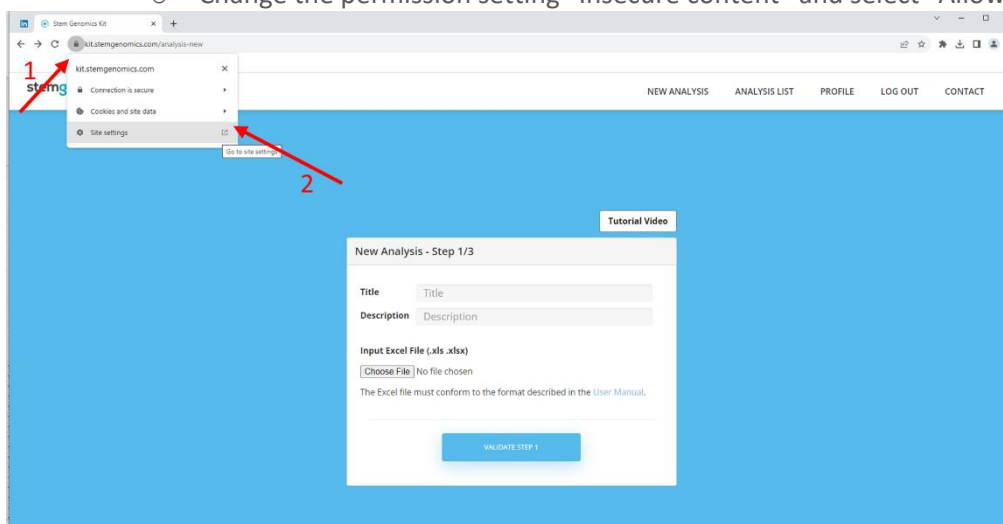 ○ Change the permission setting "Insecure content" and select "Allow
Stem Genomics Kit
kit.stemgenomics.com/analysis-new
1
kit.stemgenomics.com
stemg
Connection is secure
NEW ANALYSIS ANALYSIS LIST PROFILE LOG OUT CONTACT
Cookies and site data
Site settings
Go to site settings
2
Tutorial Video
New Analysis - Step 1/3
Title Title
Description Description
Input Excel File (.xls .xlsx)
Choose File No file chosen
The Excel file must conform to the format described in the User Manual.
VALIDATE STEP 1